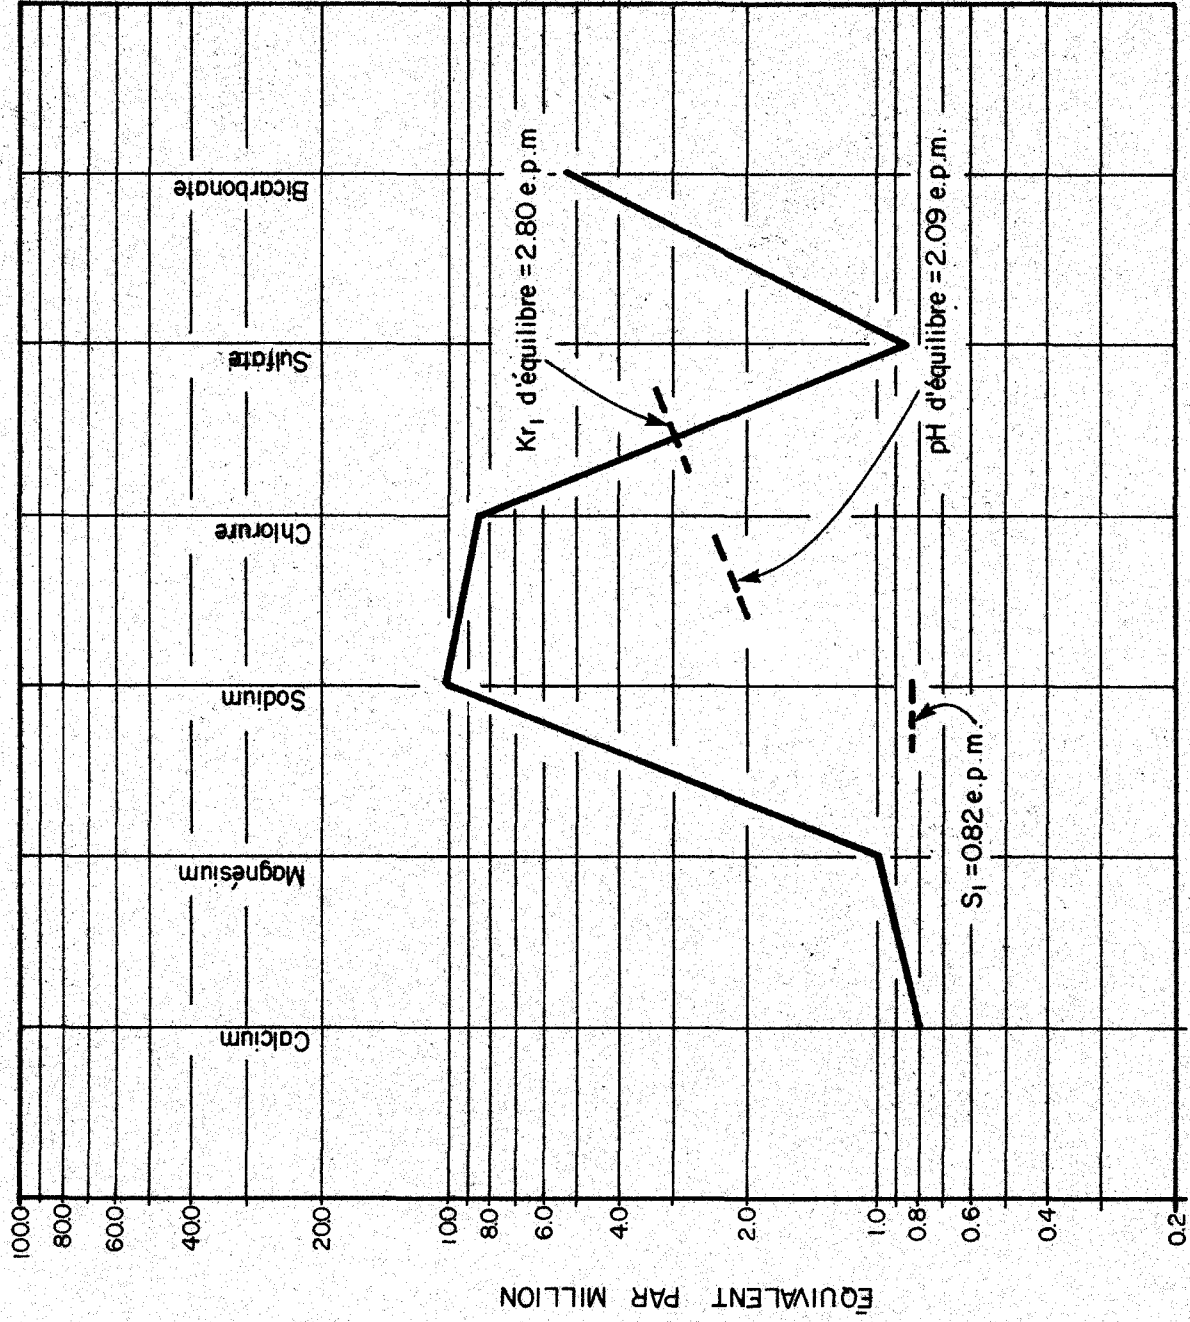 100.0
80.0
60.0
40.0
20.0
10.0
8.0
6.0
4.0
2.0
1.0
0.8
0.6
0.4
0.2
ÉQUIVALENT PAR MILLION
Calcium
Magnésium
Sodium
Chlorure
Sulfate
Bicarbonate
Kr₁ d'équilibre = 2.80 e.p.m
pH d'équilibre = 2.09 e.p.m.
S₁ = 0.82 e.p.m.